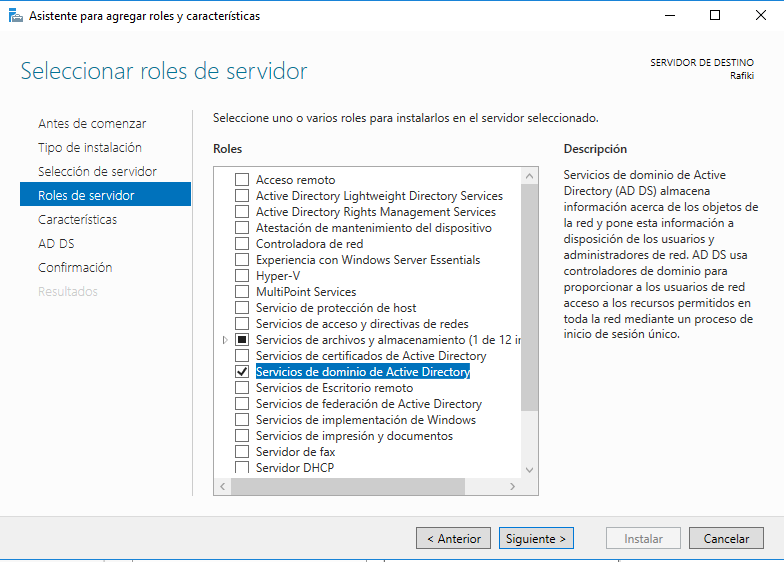 Asistente para agregar roles y características
Seleccionar roles de servidor
SERVIDOR DE DESTINO
Rafiki
Antes de comenzar
Tipo de instalación
Selección de servidor
Roles de servidor
Características
AD DS
Confirmación
Resultados
Seleccione uno o varios roles para instalarlos en el servidor seleccionado.
Roles
Acceso remoto
Active Directory Lightweight Directory Services
Active Directory Rights Management Services
Atestación de mantenimiento del dispositivo
Controladora de red
Experiencia con Windows Server Essentials
Hyper-V
MultiPoint Services
Servicio de protección de host
Servicios de acceso y directivas de redes
Servicios de archivos y almacenamiento (1 de 12 ir
Servicios de certificados de Active Directory
Servicios de dominio de Active Directory
Servicios de Escritorio remoto
Servicios de federación de Active Directory
Servicios de implementación de Windows
Servicios de impresión y documentos
Servidor de fax
Servidor DHCP
Descripción
Servicios de dominio de Active
Directory (AD DS) almacena
información acerca de los objetos de
la red y pone esta información a
disposición de los usuarios y
administradores de red. AD DS usa
controladores de dominio para
proporcionar a los usuarios de red
acceso a los recursos permitidos en
toda la red mediante un proceso de
inicio de sesión único.
< Anterior
Siguiente >
Instalar
Cancelar